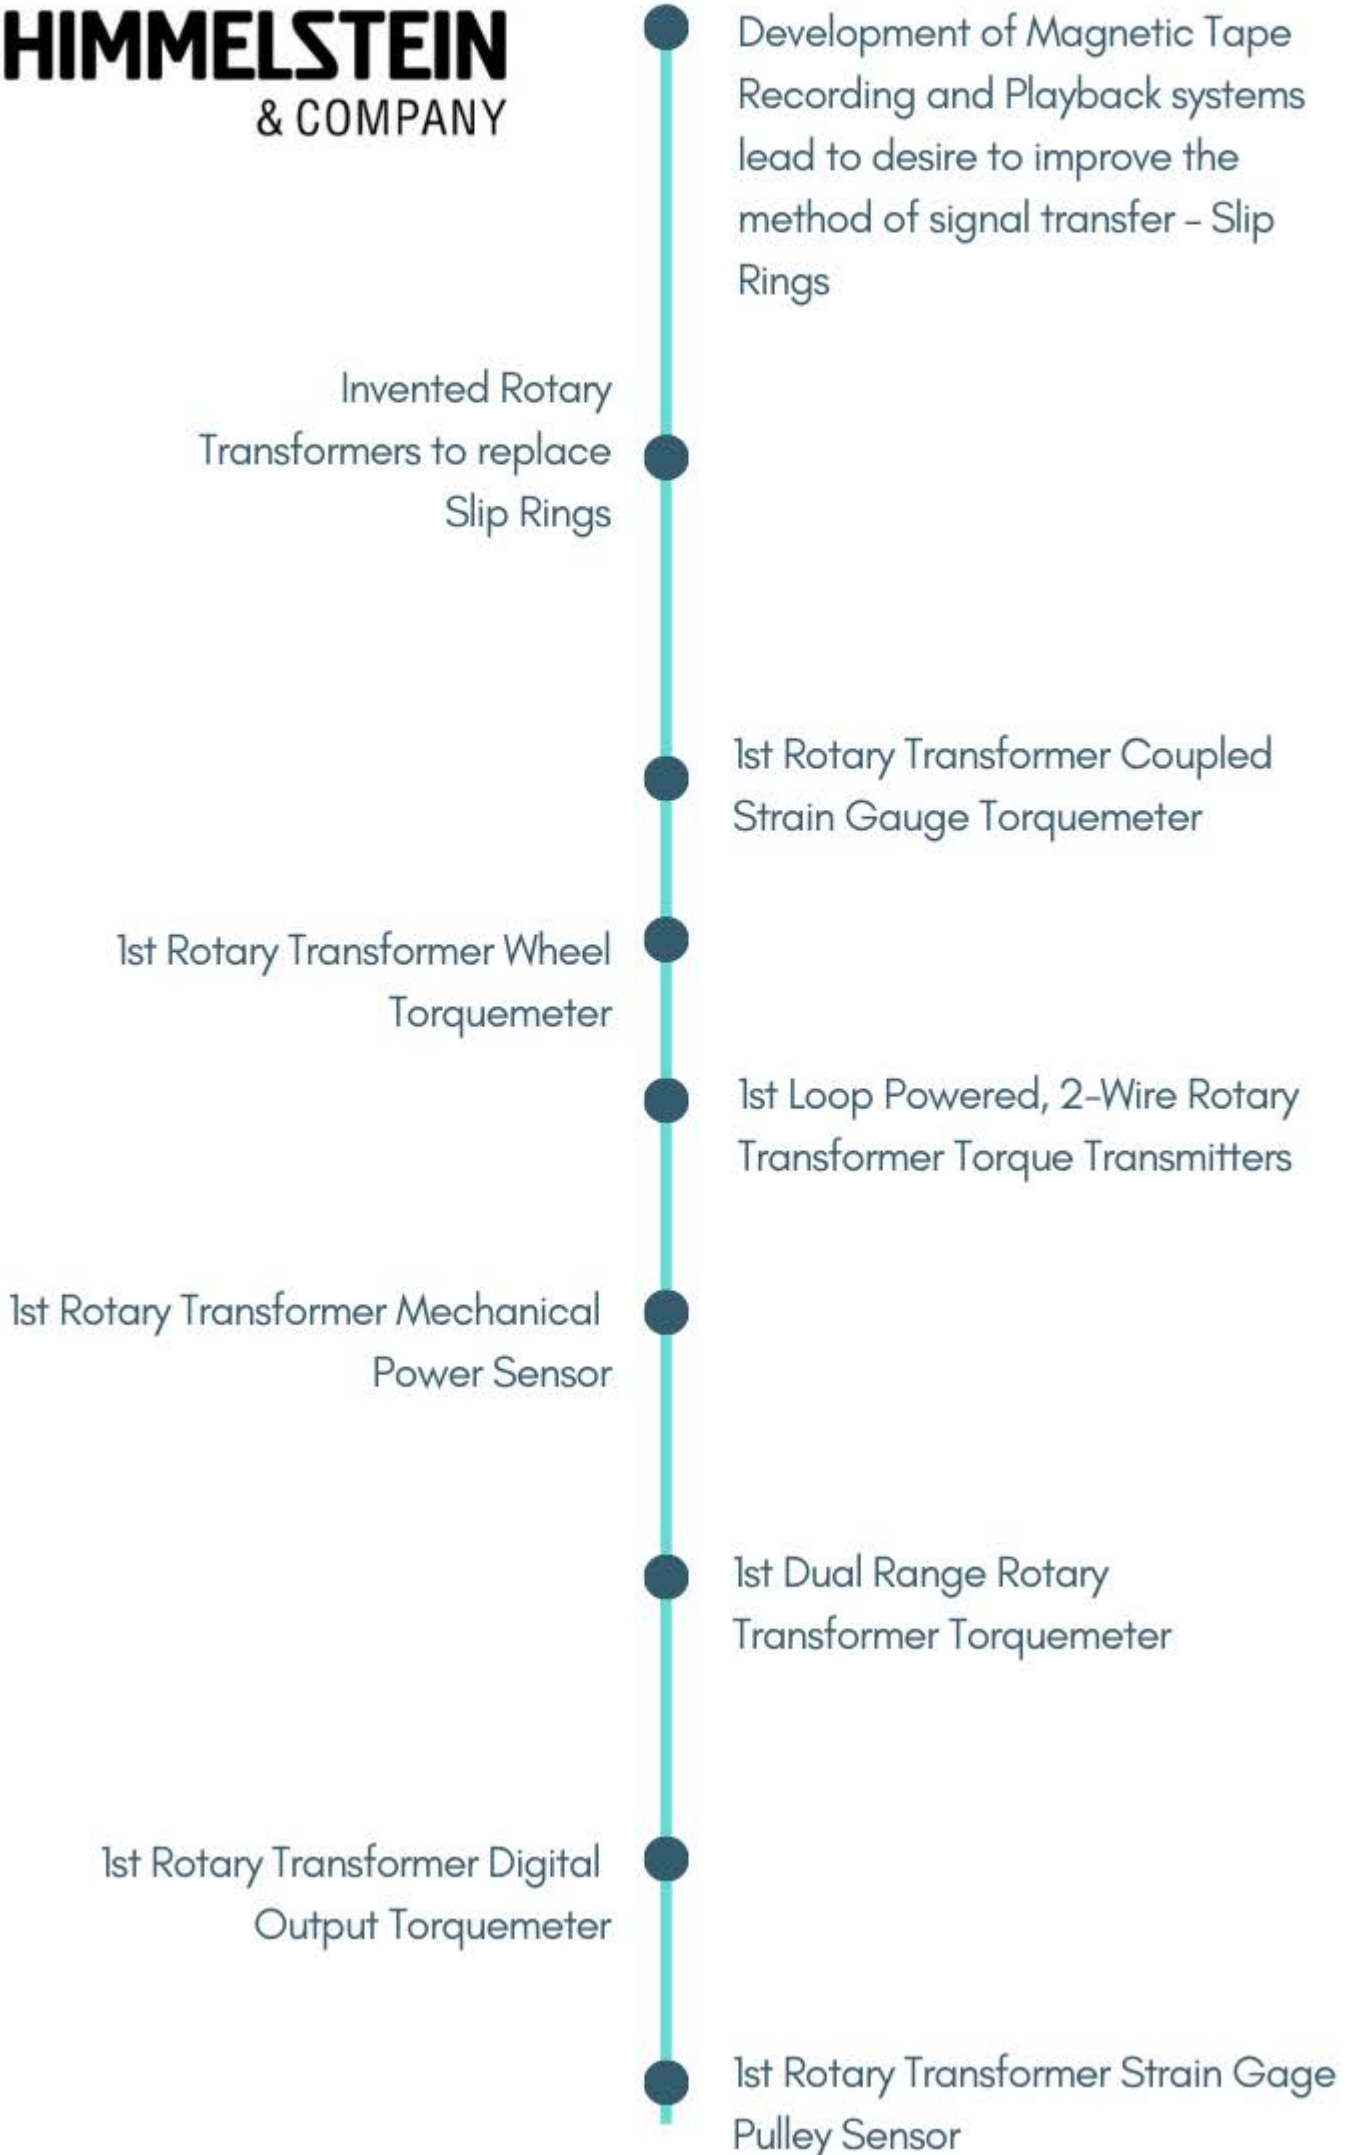 HIMMELSTEIN
& COMPANY
Development of Magnetic Tape
Recording and Playback systems
lead to desire to improve the
method of signal transfer - Slip
Rings
Invented Rotary
Transformers to replace
Slip Rings
1st Rotary Transformer Coupled
Strain Gauge Torquemeter
1st Rotary Transformer Wheel
Torquemeter
1st Loop Powered, 2-Wire Rotary
Transformer Torque Transmitters
1st Rotary Transformer Mechanical
Power Sensor
1st Dual Range Rotary
Transformer Torquemeter
1st Rotary Transformer Digital
Output Torquemeter
1st Rotary Transformer Strain Gage
Pulley Sensor